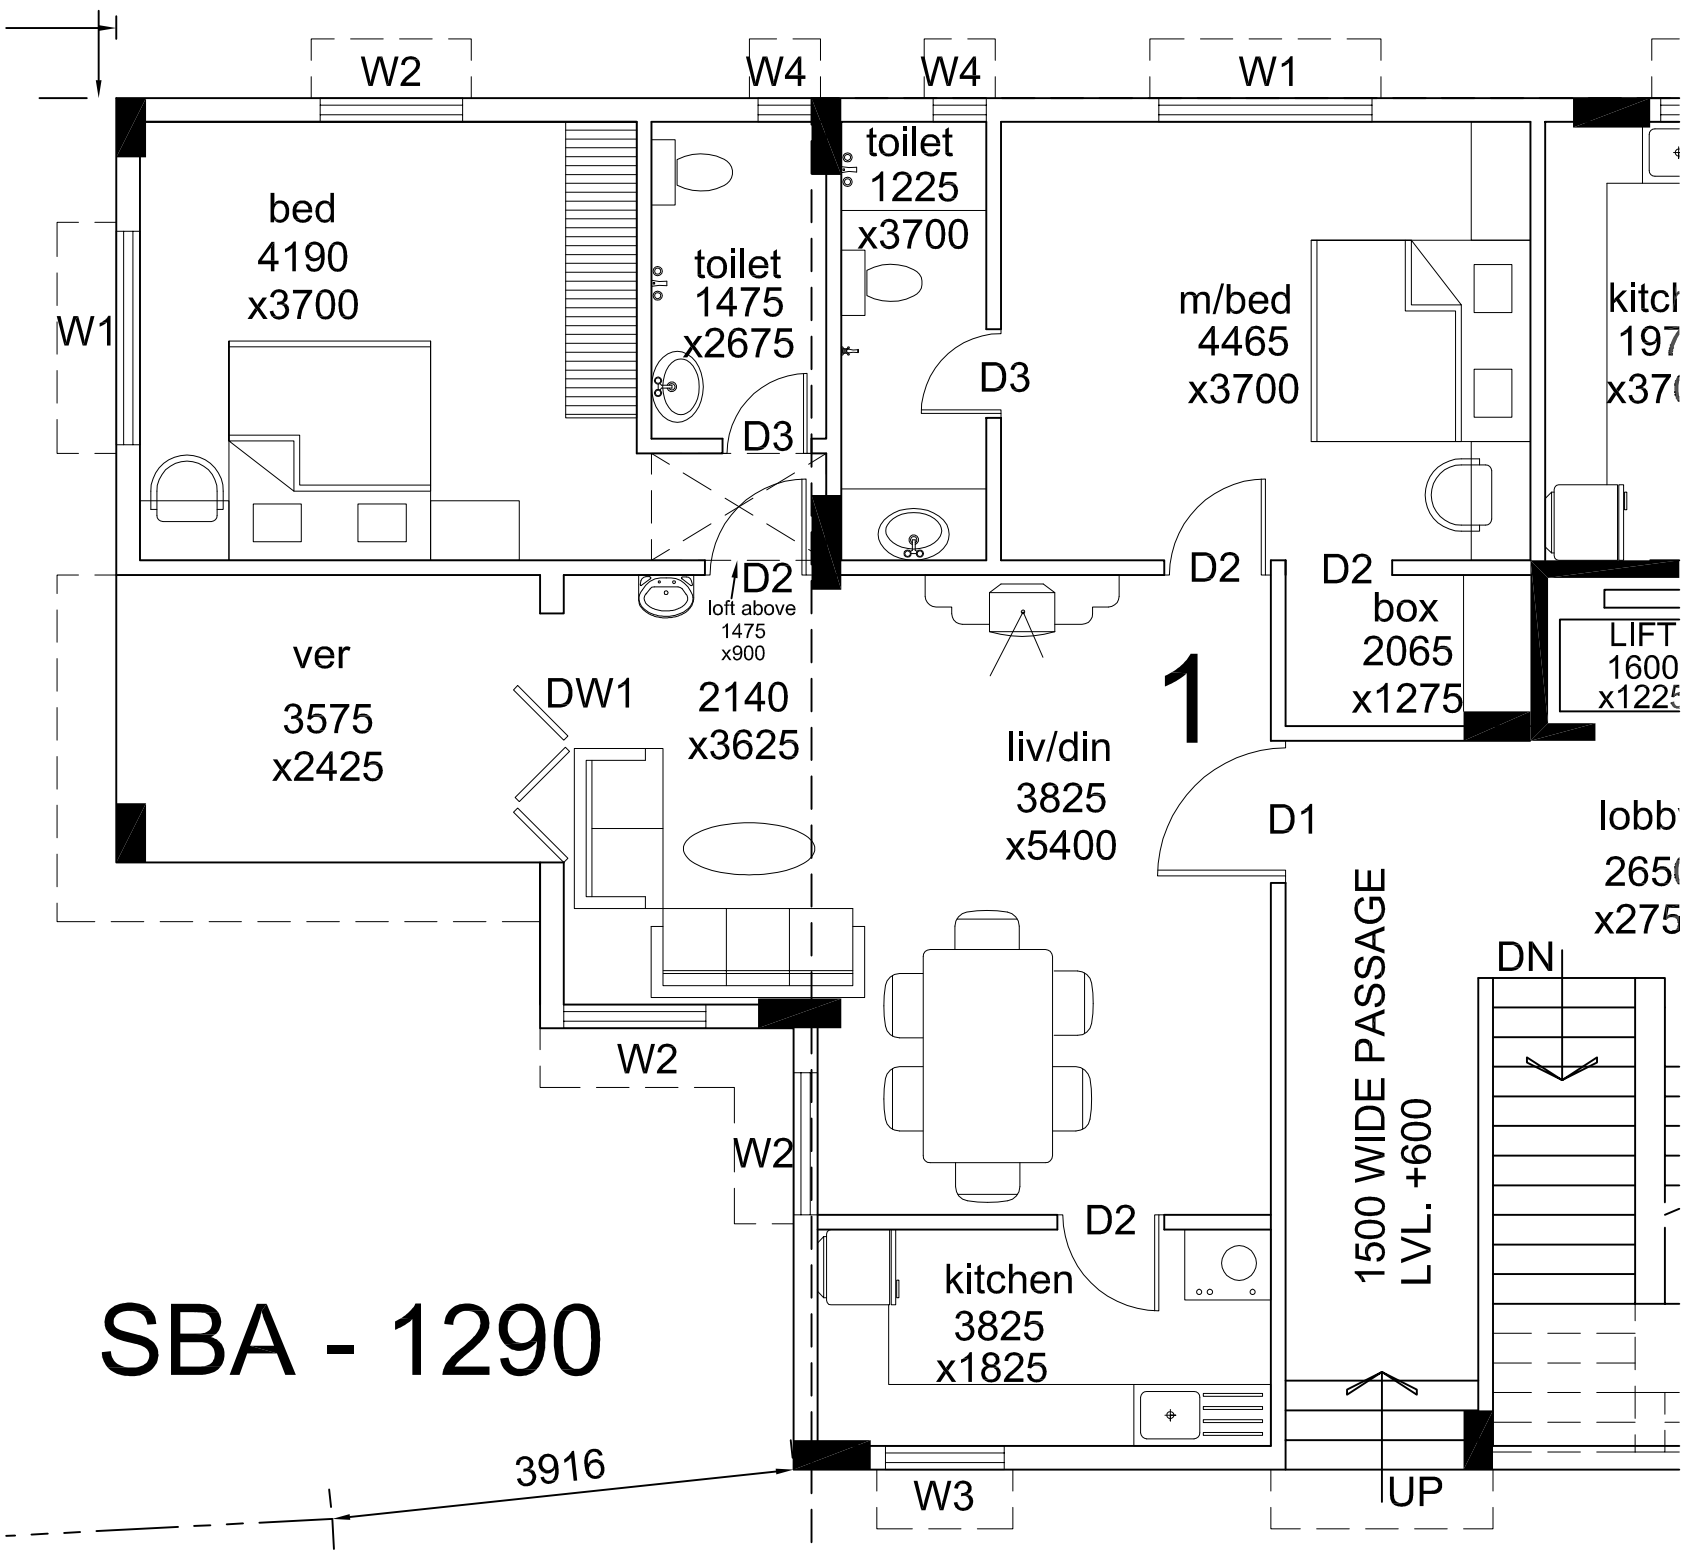 W2
W4
W4
W1
toilet
1225
x3700
bed
4190
x3700
toilet
1475
x2675
m/bed
4465
x3700
W1
D3
D3
D2
loft above
1475
x900
D2
D2
box
2065
x1275
LIFT
1600
ver
3575
x2425
DW1
2140
x3625
1
liv/din
3825
x5400
D1
1500 WIDE PASSAGE
LVL. +600
DN
W2
W2
D2
kitchen
3825
x1825
SBA - 1290
3916
W3
UP